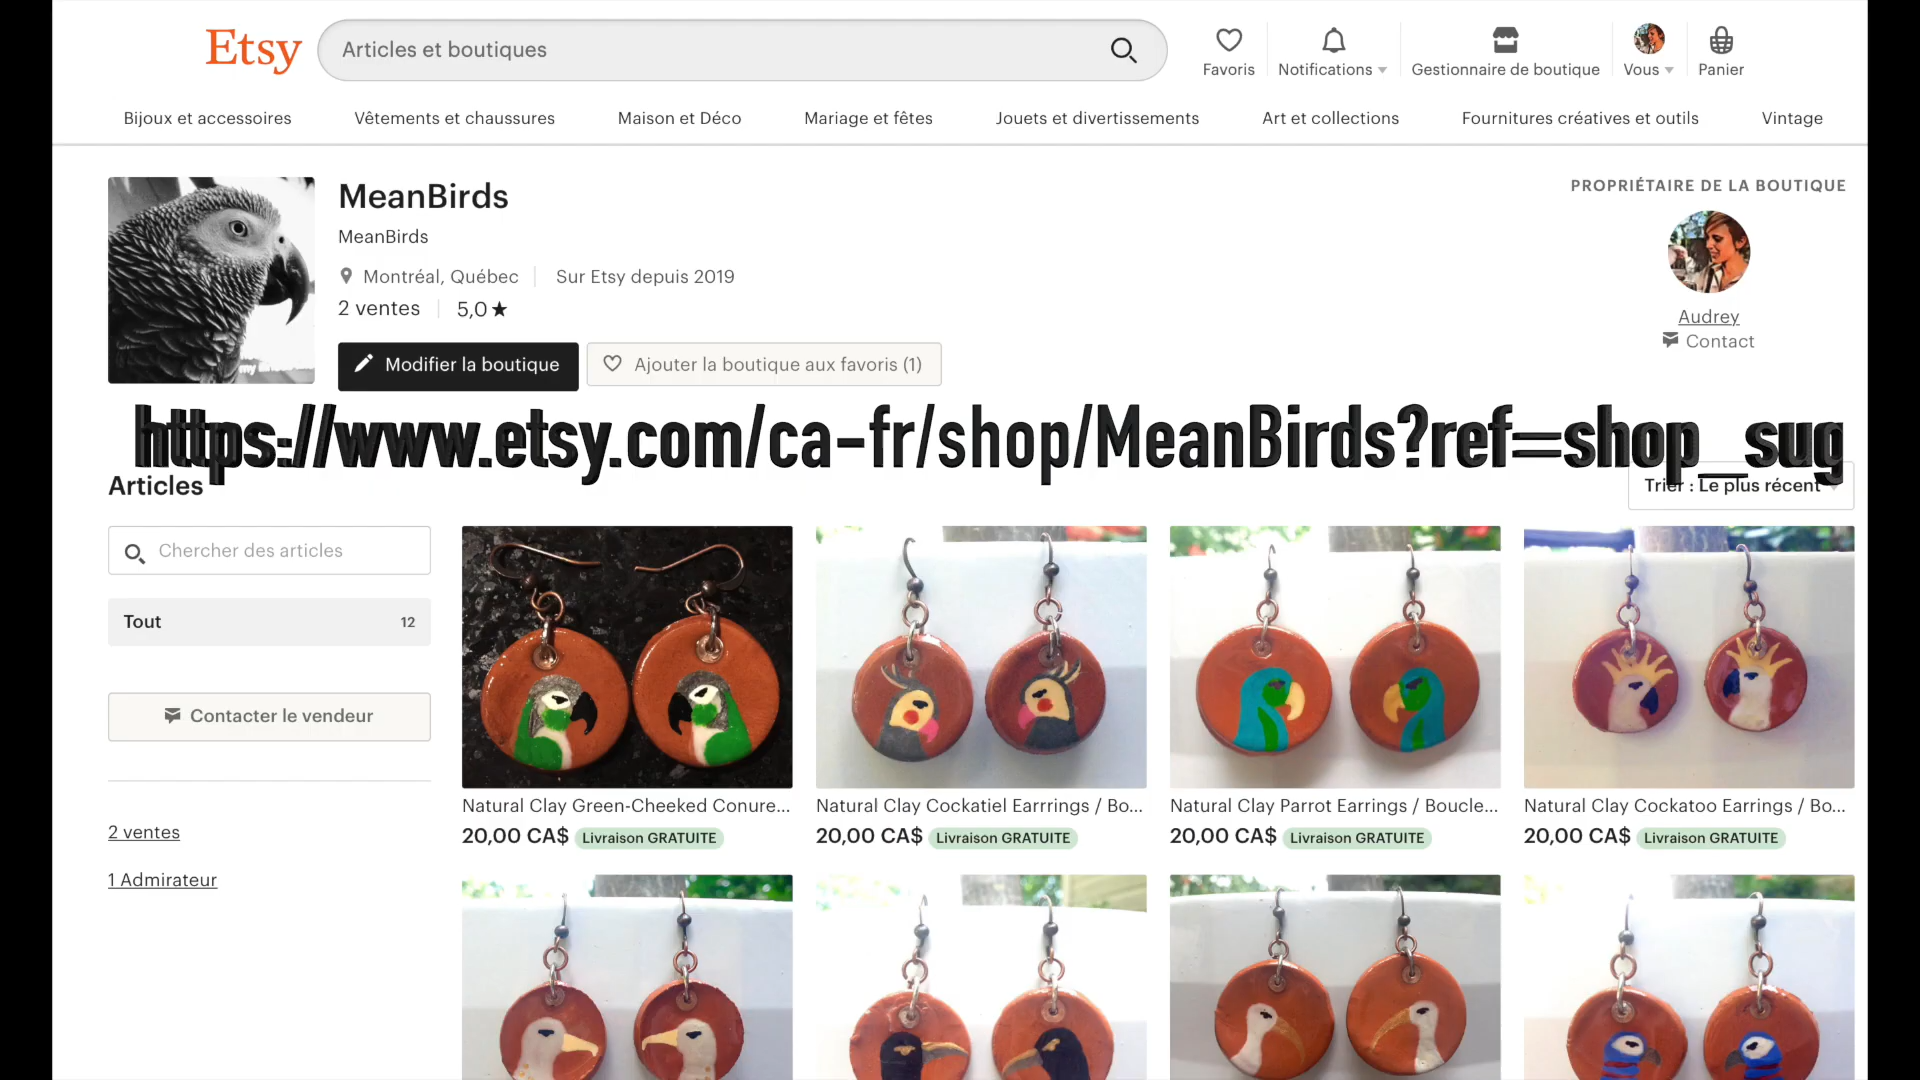 Etsy
Articles et boutiques
Favoris
Notifications
Gestionnaire de boutique
Vous
Panier
Bijoux et accessoires
Vêtements et chaussures
Maison et Déco
Mariage et fêtes
Jouets et divertissements
Art et collections
Fournitures créatives et outils
Vintage
MeanBirds
MeanBirds
Montréal, Québec
Sur Etsy depuis 2019
2 ventes
5,0 ★
Modifier la boutique
Ajouter la boutique aux favoris (1)
PROPRIÉTAIRE DE LA BOUTIQUE
Audrey
Contact
https://www.etsy.com/ca-fr/shop/MeanBirds?ref=shop_sug
Articles
Trier : Le plus récent
Chercher des articles
Tout 12
Contacter le vendeur
2 ventes
1 Admirateur
Natural Clay Green-Cheeked Conure...
20,00 CA$ Livraison GRATUITE
Natural Clay Cockatiel Earrrings / Bo...
20,00 CA$ Livraison GRATUITE
Natural Clay Parrot Earrings / Boucle...
20,00 CA$ Livraison GRATUITE
Natural Clay Cockatoo Earrings / Bo...
20,00 CA$ Livraison GRATUITE